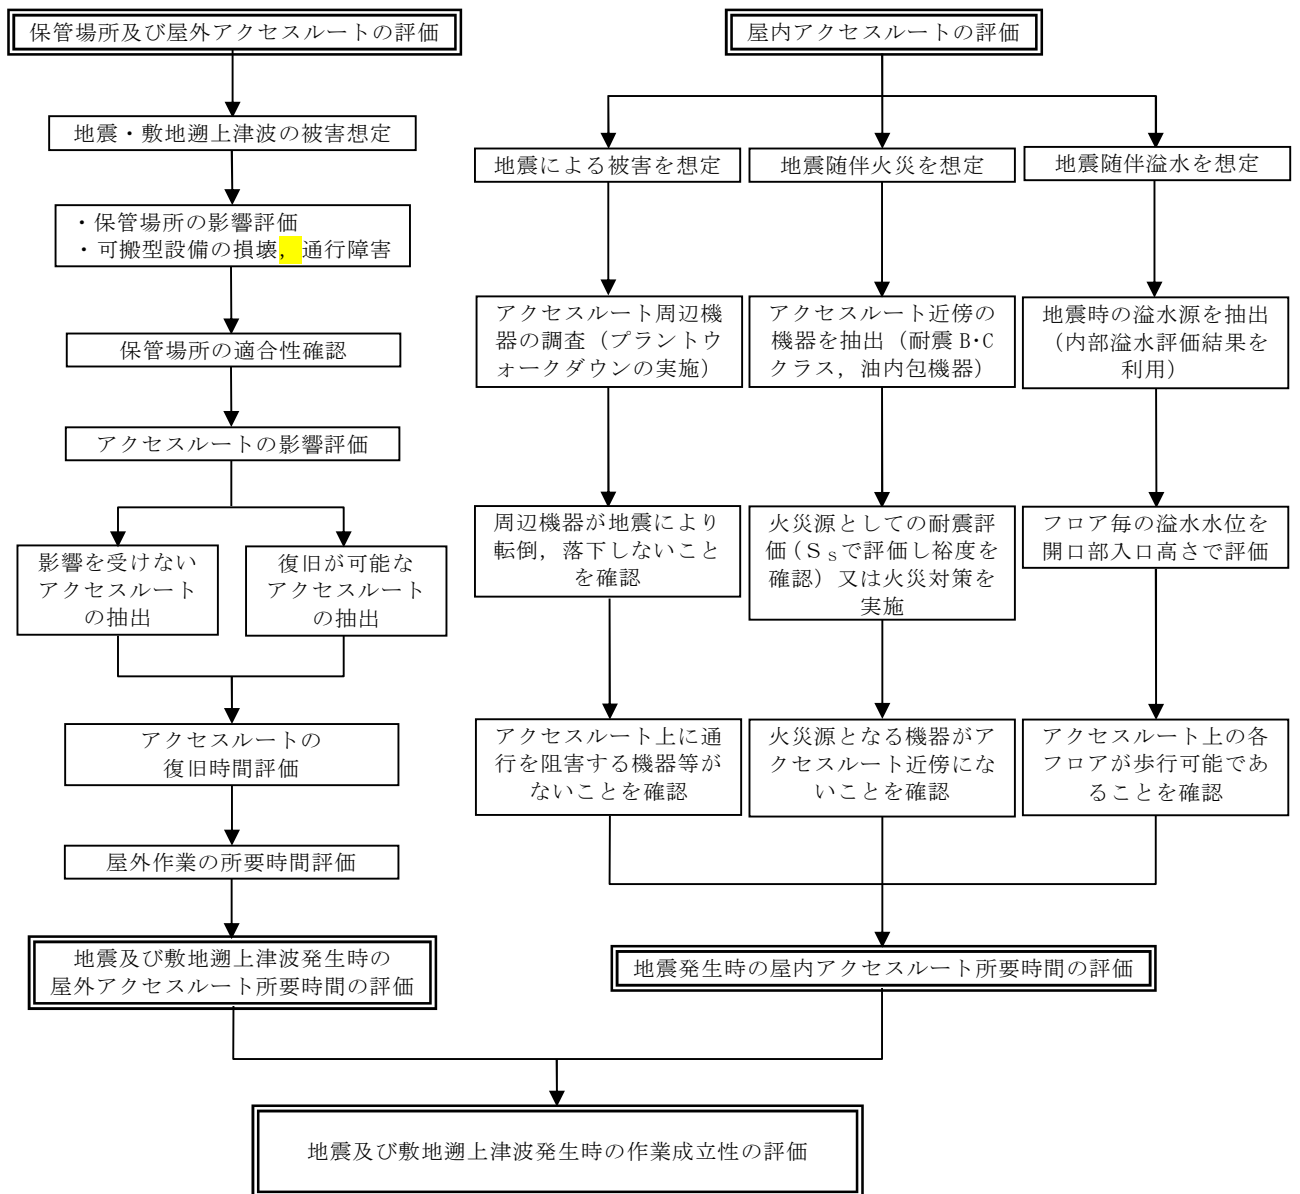 保管場所及び屋外アクセスルートの評価
地震・敷地遡上津波の被害想定
・保管場所の影響評価
・可搬型設備の損壊，通行障害
保管場所の適合性確認
アクセスルートの影響評価
影響を受けない
アクセスルート
の抽出
復旧が可能な
アクセスルート
の抽出
アクセスルートの
復旧時間評価
屋外作業の所要時間評価
地震及び敷地遡上津波発生時の
屋外アクセスルート所要時間の評価
屋内アクセスルートの評価
地震による被害を想定
アクセスルート周辺機
器の調査（プラントウ
ォークダウンの実施）
周辺機器が地震により
転倒，落下しないこと
を確認
アクセスルート上に通
行を阻害する機器等が
ないことを確認
地震随伴火災を想定
アクセスルート近傍の
機器を抽出（耐震 B･C
クラス，油内包機器）
火災源としての耐震評
価（Ｓsで評価し裕度を
確認）又は火災対策を
実施
火災源となる機器がア
クセスルート近傍にな
いことを確認
地震随伴溢水を想定
地震時の溢水源を抽出
（内部溢水評価結果を
利用）
フロア毎の溢水水位を
開口部入口高さで評価
アクセスルート上の各
フロアが歩行可能であ
ることを確認
地震発生時の屋内アクセスルート所要時間の評価
地震及び敷地遡上津波発生時の作業成立性の評価